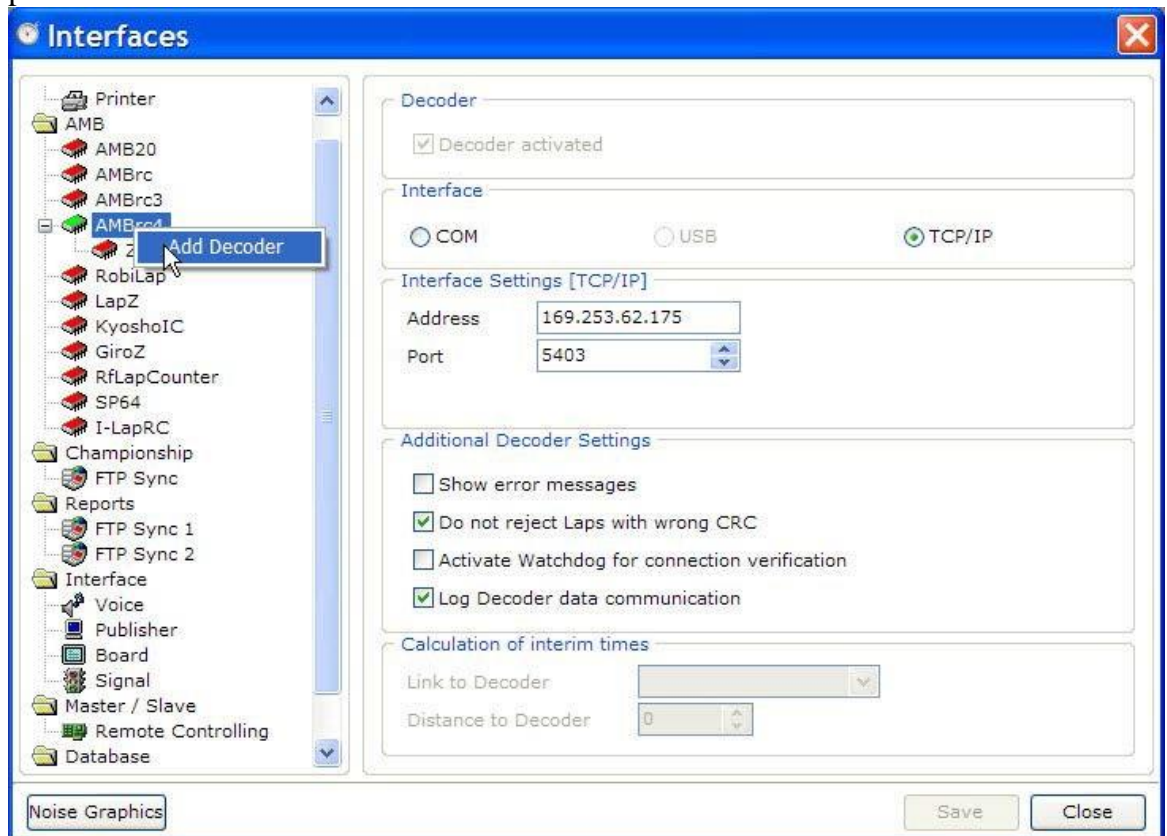 Interfaces
Printer
AMB
AMB20
AMBrc
AMBrc3
AMBrc4
Add Decoder
RobiLap
LapZ
KyoshoIC
GiroZ
RfLapCounter
SP64
I-LapRC
Championship
FTP Sync
Reports
FTP Sync 1
FTP Sync 2
Interface
Voice
Publisher
Board
Signal
Master / Slave
Remote Controlling
Database
Decoder
Decoder activated
Interface
COM USB TCP/IP
Interface Settings [TCP/IP]
Address 169.253.62.175
Port 5403
Additional Decoder Settings
Show error messages
Do not reject Laps with wrong CRC
Activate Watchdog for connection verification
Log Decoder data communication
Calculation of interim times
Link to Decoder
Distance to Decoder 0
Noise Graphics
Save Close